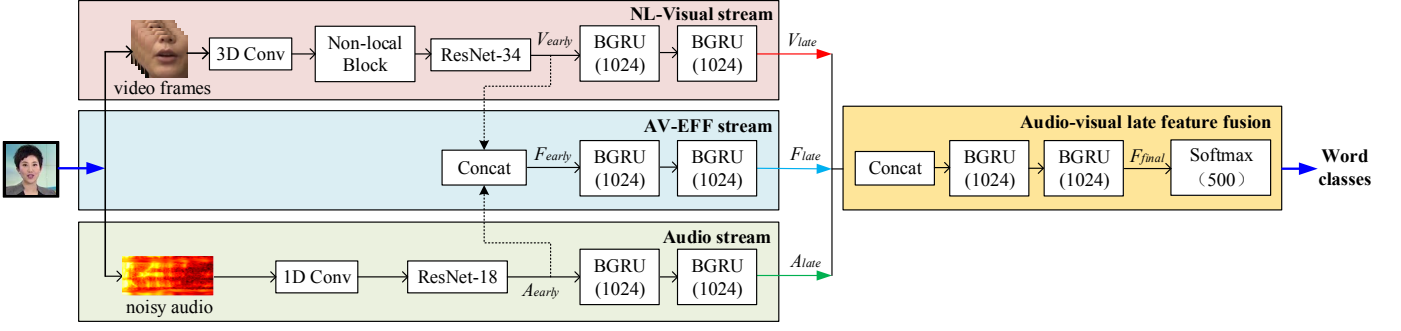 NL-Visual stream
video frames
3D Conv
Non-local
Block
ResNet-34
Vearly
BGRU
(1024)
BGRU
(1024)
Vlate
AV-EFF stream
Concat
Fearly
BGRU
(1024)
BGRU
(1024)
Flate
Audio stream
noisy audio
1D Conv
ResNet-18
Aearly
BGRU
(1024)
BGRU
(1024)
Alate
Audio-visual late feature fusion
Concat
BGRU
(1024)
BGRU
(1024)
Ffinal
Softmax
（500）
Word
classes